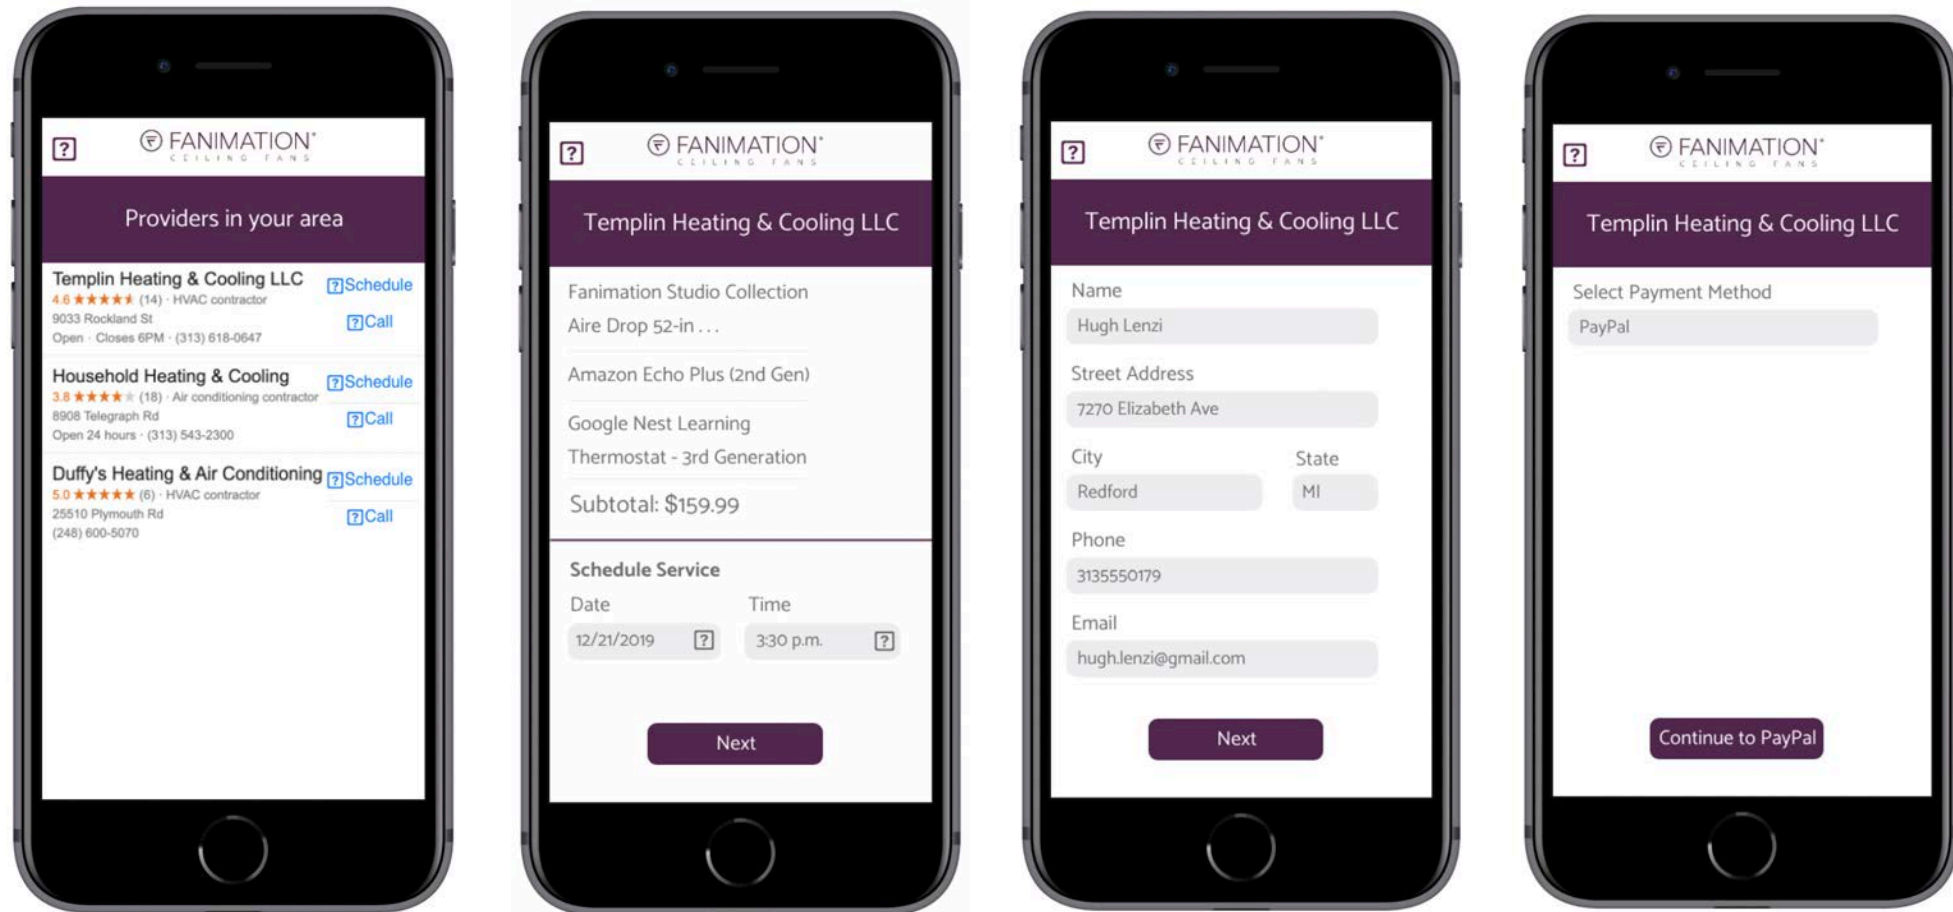 FANIMATION
CEILING FANS
Providers in your area
Templin Heating & Cooling LLC
4.6 (14) · HVAC contractor
9033 Rockland St
Open · Closes 6PM · (313) 618-0647
Schedule
Call
Household Heating & Cooling
3.8 (18) · Air conditioning contractor
8908 Telegraph Rd
Open 24 hours · (313) 543-2300
Schedule
Call
Duffy's Heating & Air Conditioning
5.0 (6) · HVAC contractor
25510 Plymouth Rd
(248) 600-5070
Schedule
Call
FANIMATION
CEILING FANS
Templin Heating & Cooling LLC
Fanimation Studio Collection
Aire Drop 52-in . . .
Amazon Echo Plus (2nd Gen)
Google Nest Learning
Thermostat - 3rd Generation
Subtotal: $159.99
Schedule Service
Date Time
12/21/2019 3:30 p.m.
Next
FANIMATION
CEILING FANS
Templin Heating & Cooling LLC
Name
Hugh Lenzi
Street Address
7270 Elizabeth Ave
City State
Redford MI
Phone
3135550179
Email
hugh.lenzi@gmail.com
Next
FANIMATION
CEILING FANS
Templin Heating & Cooling LLC
Select Payment Method
PayPal
Continue to PayPal